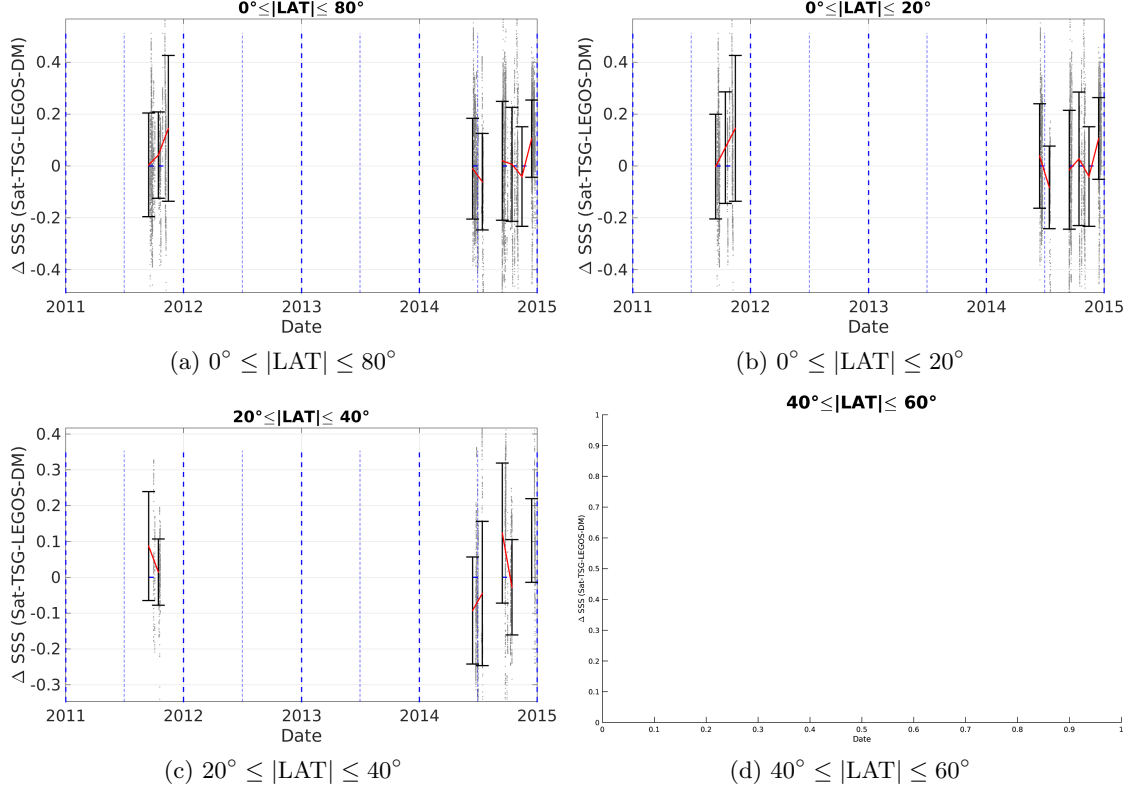 0°≤|LAT|≤ 80°
Δ SSS (Sat-TSG-LEGOS-DM)
0.4
0.2
0
-0.2
-0.4
2011 2012 2013 2014 2015
Date
(a) 0° ≤ |LAT| ≤ 80°
0°≤|LAT|≤ 20°
Δ SSS (Sat-TSG-LEGOS-DM)
0.4
0.2
0
-0.2
-0.4
2011 2012 2013 2014 2015
Date
(b) 0° ≤ |LAT| ≤ 20°
20°≤|LAT|≤ 40°
Δ SSS (Sat-TSG-LEGOS-DM)
0.4
0.3
0.2
0.1
0
-0.1
-0.2
-0.3
2011 2012 2013 2014 2015
Date
(c) 20° ≤ |LAT| ≤ 40°
40°≤|LAT|≤ 60°
Δ SSS (Sat-TSG-LEGOS-DM)
1
0.9
0.8
0.7
0.6
0.5
0.4
0.3
0.2
0.1
0
0 0.1 0.2 0.3 0.4 0.5 0.6 0.7 0.8 0.9 1
Date
(d) 40° ≤ |LAT| ≤ 60°